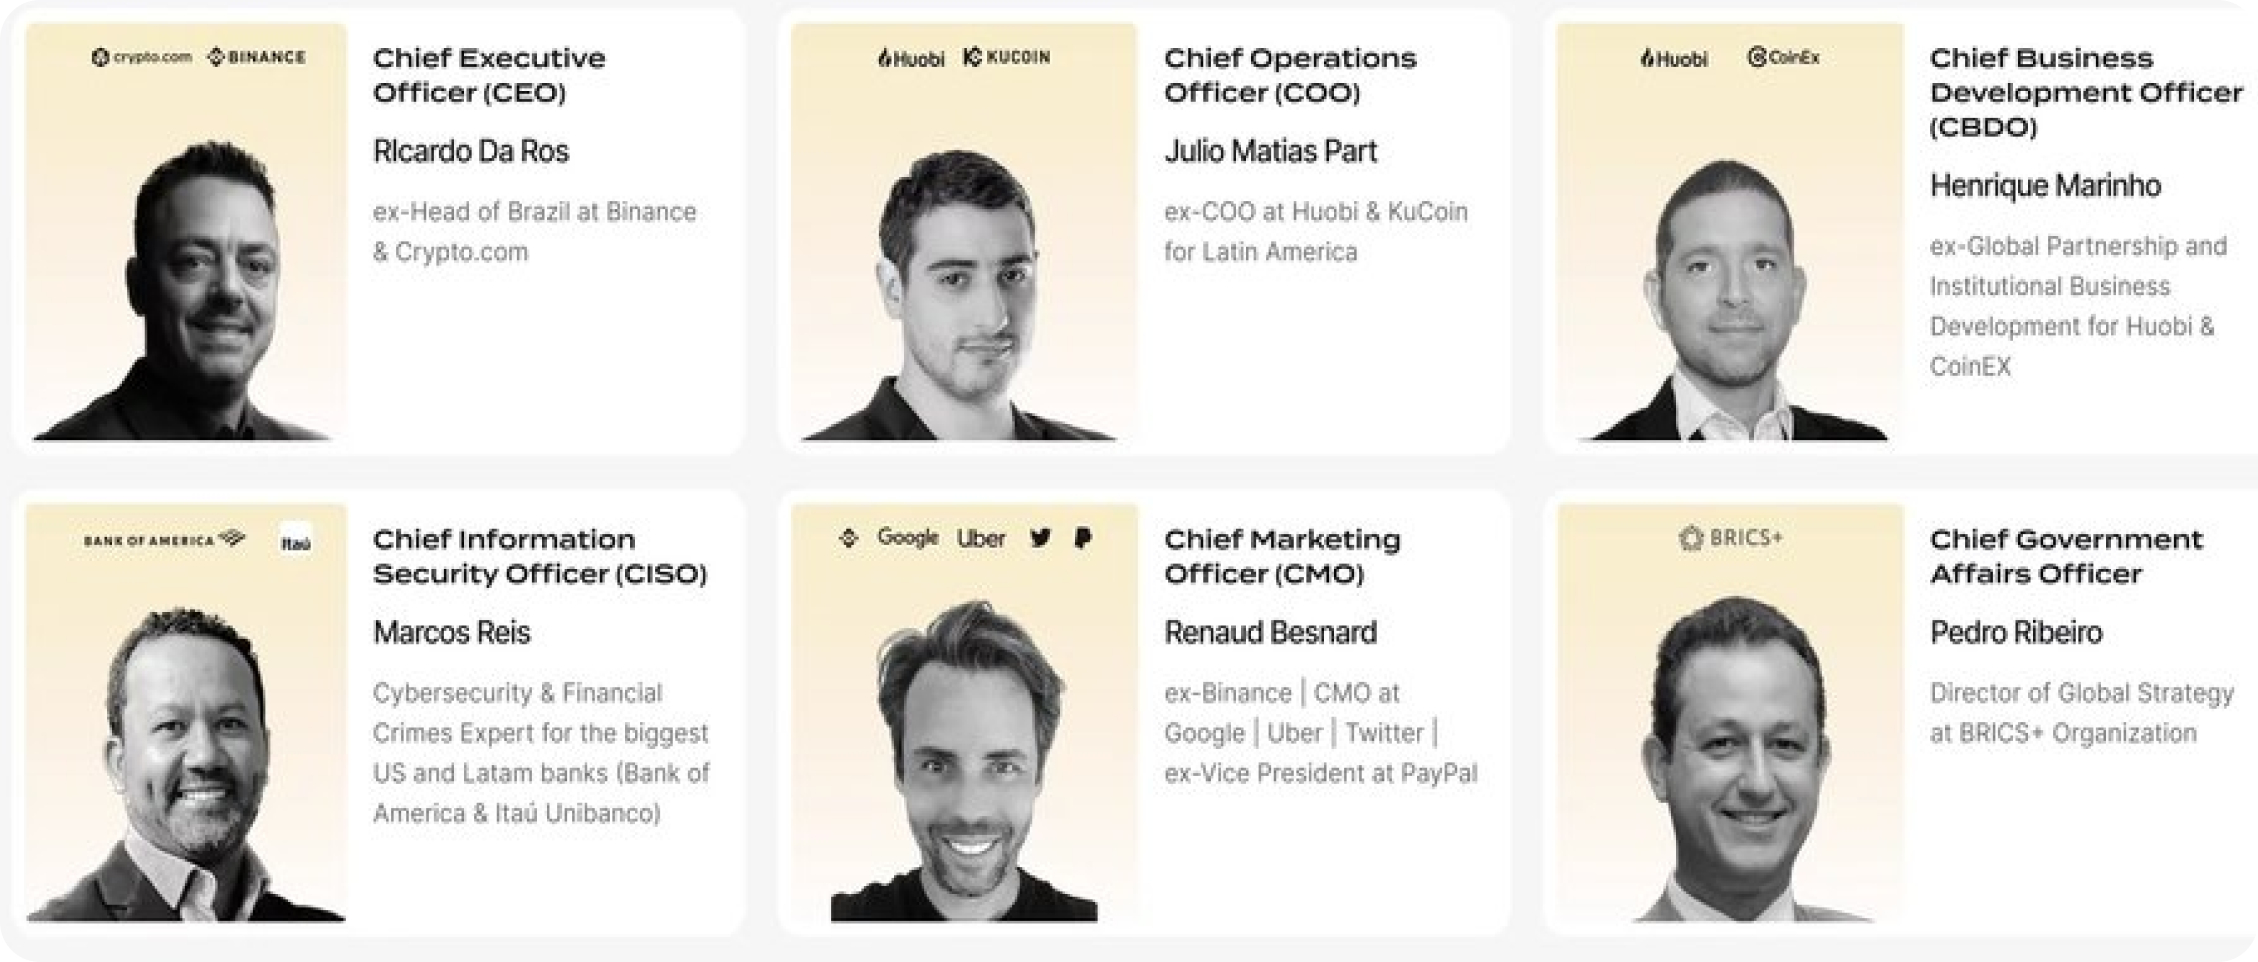 crypto.com BINANCE
Chief Executive
Officer (CEO)
RIcardo Da Ros
ex-Head of Brazil at Binance
& Crypto.com
Huobi KUCOIN
Chief Operations
Officer (COO)
Julio Matias Part
ex-COO at Huobi & KuCoin
for Latin America
Huobi CoinEx
Chief Business
Development Officer
(CBDO)
Henrique Marinho
ex-Global Partnership and
Institutional Business
Development for Huobi &
CoinEX
BANK OF AMERICA Itaú
Chief Information
Security Officer (CISO)
Marcos Reis
Cybersecurity & Financial
Crimes Expert for the biggest
US and Latam banks (Bank of
America & Itaú Unibanco)
Google Uber
Chief Marketing
Officer (CMO)
Renaud Besnard
ex-Binance | CMO at
Google | Uber | Twitter |
ex-Vice President at PayPal
BRICS+
Chief Government
Affairs Officer
Pedro Ribeiro
Director of Global Strategy
at BRICS+ Organization